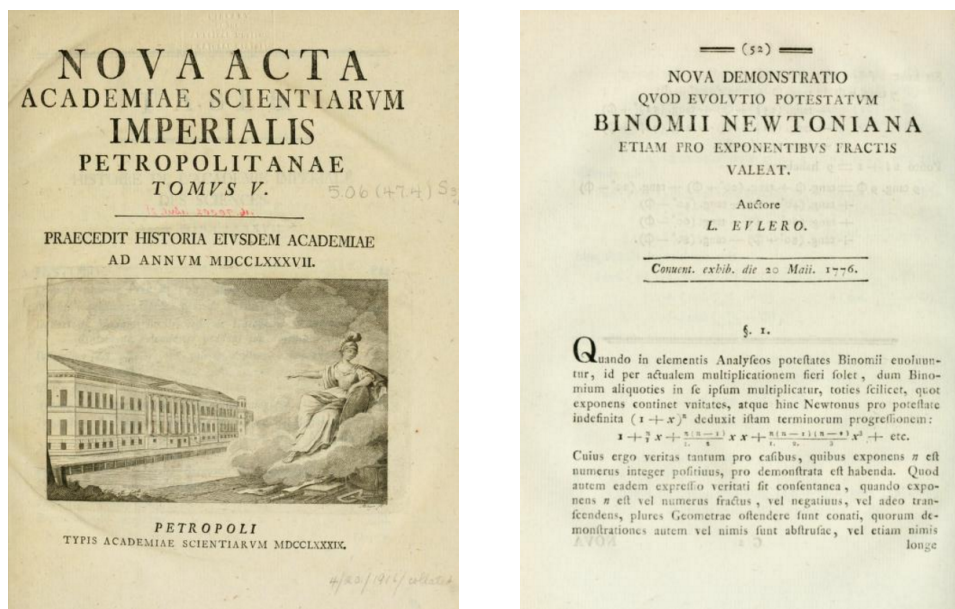 NOVA ACTA
ACADEMIAE SCIENTIARVM
IMPERIALIS
PETROPOLITANAE
TOMVS V.
5.06 (47.4) S
PRAECEDIT HISTORIA EIVSDEM ACADEMIAE
AD ANNVM MDCCLXXXVII.
PETROPOLI
TYPIS ACADEMIAE SCIENTIARVM MDCCLXXXIX.
(52)
NOVA DEMONSTRATIO
QVOD EVOLVTIO POTESTATVM
BINOMII NEWTONIANA
ETIAM PRO EXPONENTIBVS FRACTIS
VALEAT.
Auctore
L. EVLERO.
Conuent. exhib. die 20 Maii. 1776.
§. 1.
Quando in elementis Analyſeos poteſtates Binomii euoluun-
tur, id per actualem multiplicationem fieri ſolet, dum Bino-
mium aliquoties in ſe ipſum multiplicatur, toties ſcilicet, quot
exponens continet vnitates, atque hinc Newtonus pro poteſtate
indefinita (1 + x)ⁿ deduxit iſtam terminorum progreſſionem:
1 + n/1 x + n(n−1)/1. 2 x x + n(n−1)(n−2)/1. 2. 3 x³ + etc.
Cuius ergo veritas tantum pro caſibus, quibus exponens n eſt
numerus integer poſitiuus, pro demonſtrata eſt habenda. Quod
autem eadem expreſſio veritati ſit conſentanea, quando expo-
nens n eſt vel numerus fractus, vel negatiuus, vel adeo tran-
ſcendens, plures Geometrae oſtendere ſunt conati, quorum de-
monſtrationes autem vel nimis ſunt abſtruſae, vel etiam nimis
longe